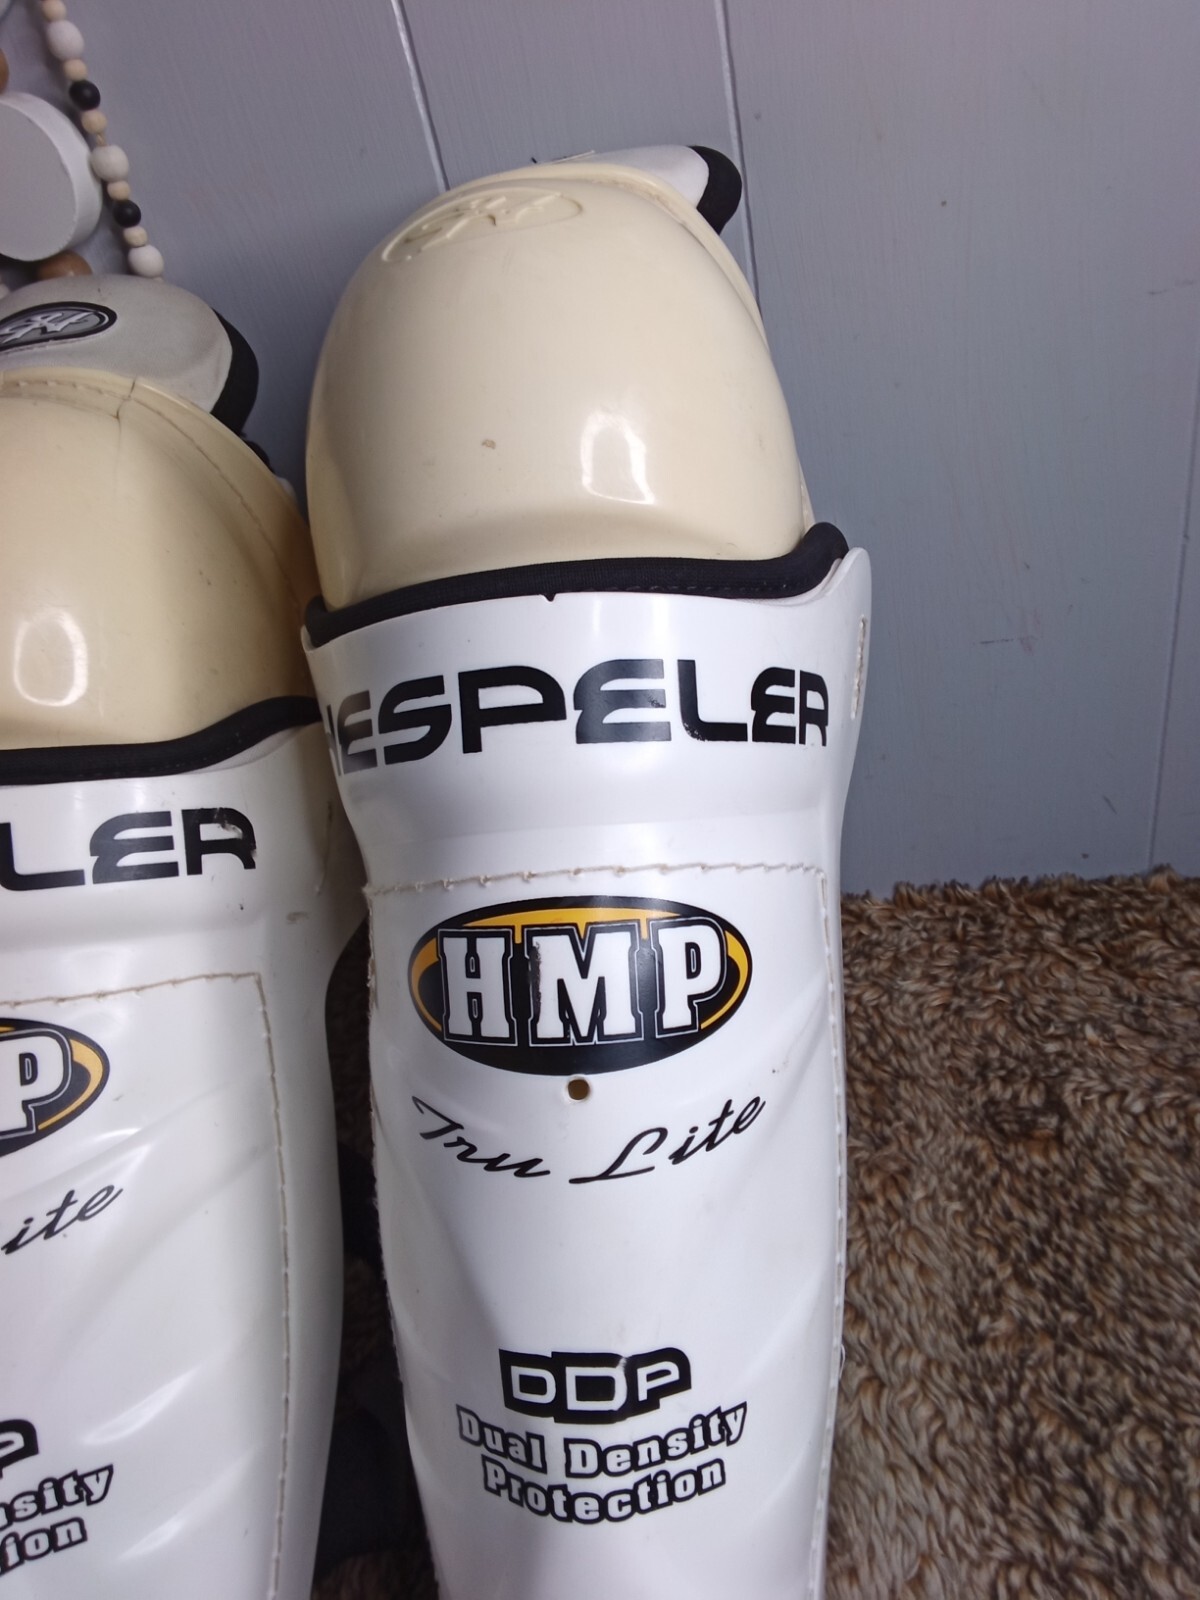 HESPELER
HMP
Tru Lite
DDP
Dual Density
Protection
LER
P
ite
P
nsity
ion